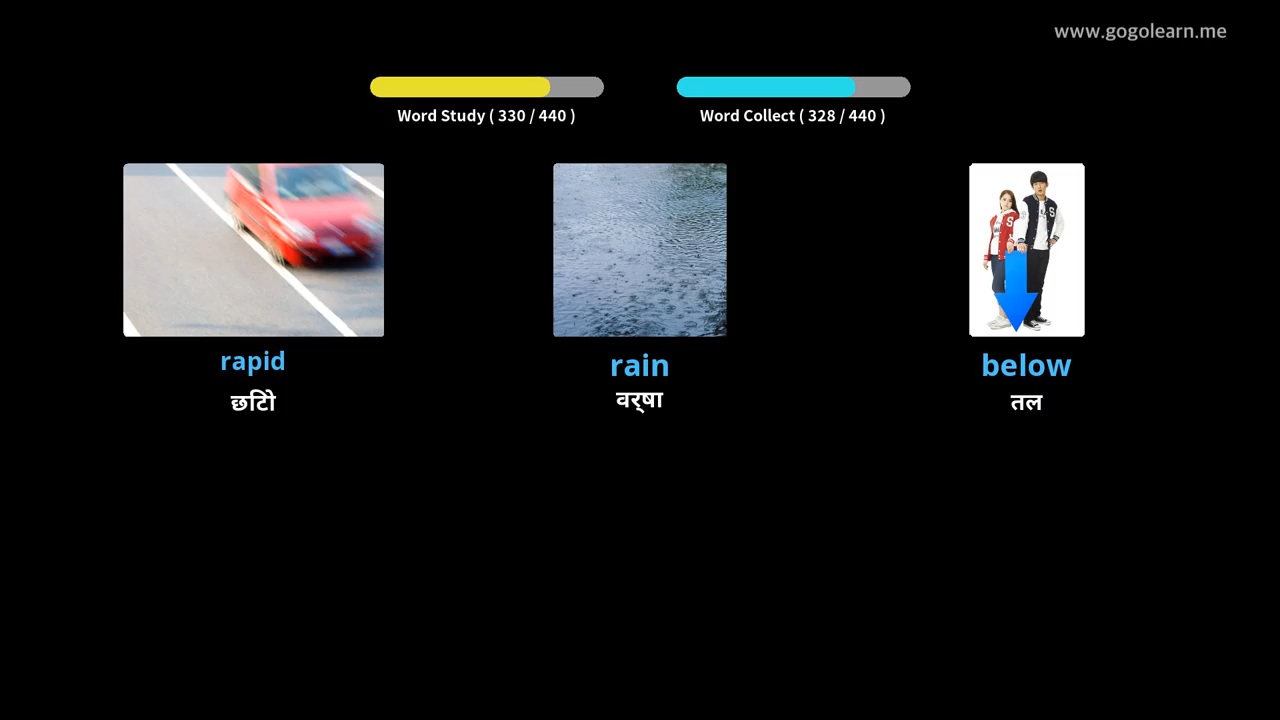 www.gogolearn.me
Word Study ( 330 / 440 )
Word Collect ( 328 / 440 )
rapid
rain
below
छिटो
वर्षा
तल